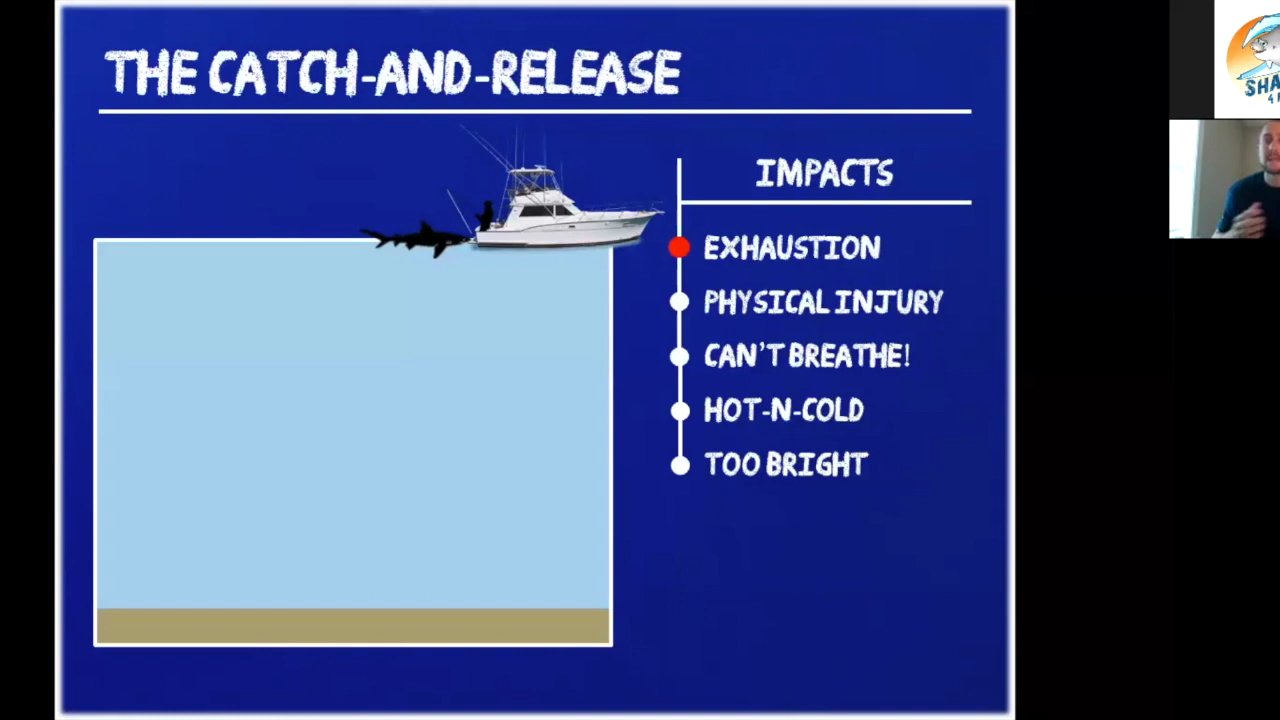 THE CATCH-AND-RELEASE
IMPACTS
EXHAUSTION
PHYSICAL INJURY
CAN'T BREATHE!
HOT-N-COLD
TOO BRIGHT